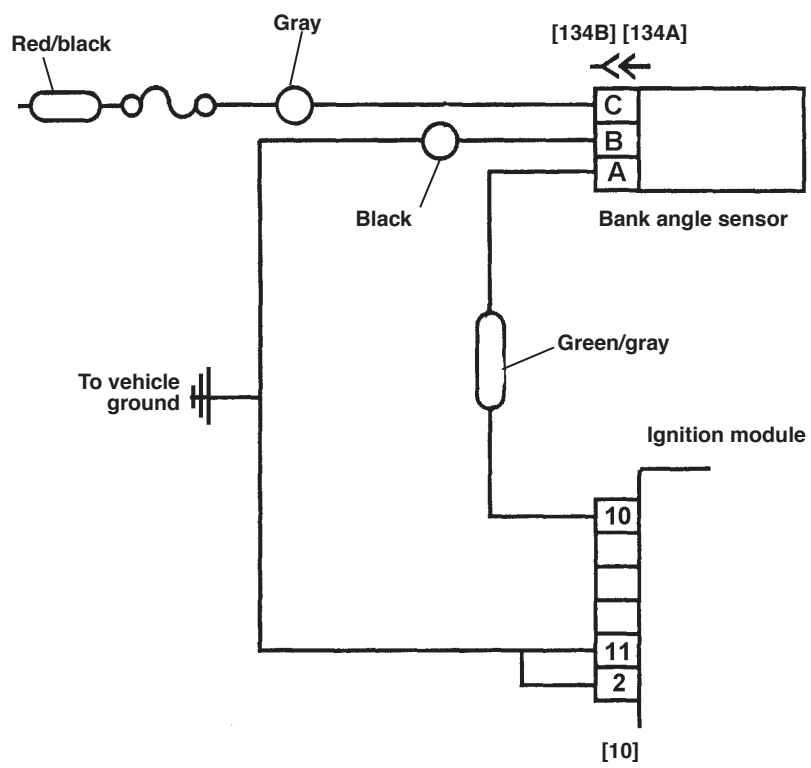 Gray
Red/black
[134B] [134A]
C
B
A
Black
Bank angle sensor
Green/gray
To vehicle
ground
Ignition module
10
11
2
[10]